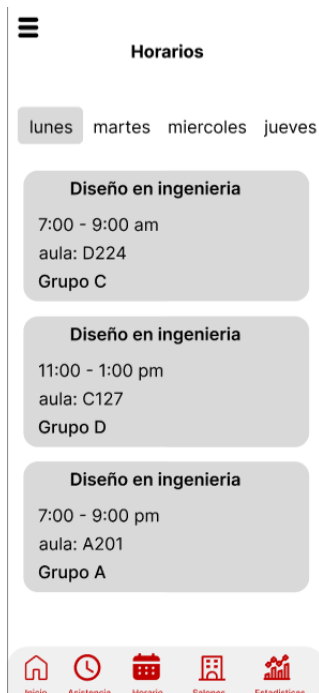 Horarios
lunes martes miercoles jueves
Diseño en ingenieria
7:00 - 9:00 am
aula: D224
Grupo C
Diseño en ingenieria
11:00 - 1:00 pm
aula: C127
Grupo D
Diseño en ingenieria
7:00 - 9:00 pm
aula: A201
Grupo A
Inicio Asistencia Horario Salones Estadisticas